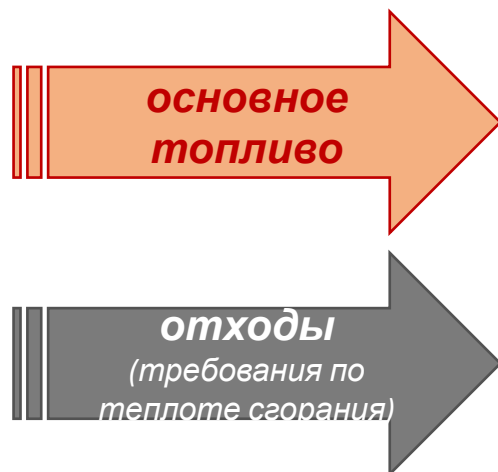 основное
топливо
отходы
(требования по
теплоте сгорания)